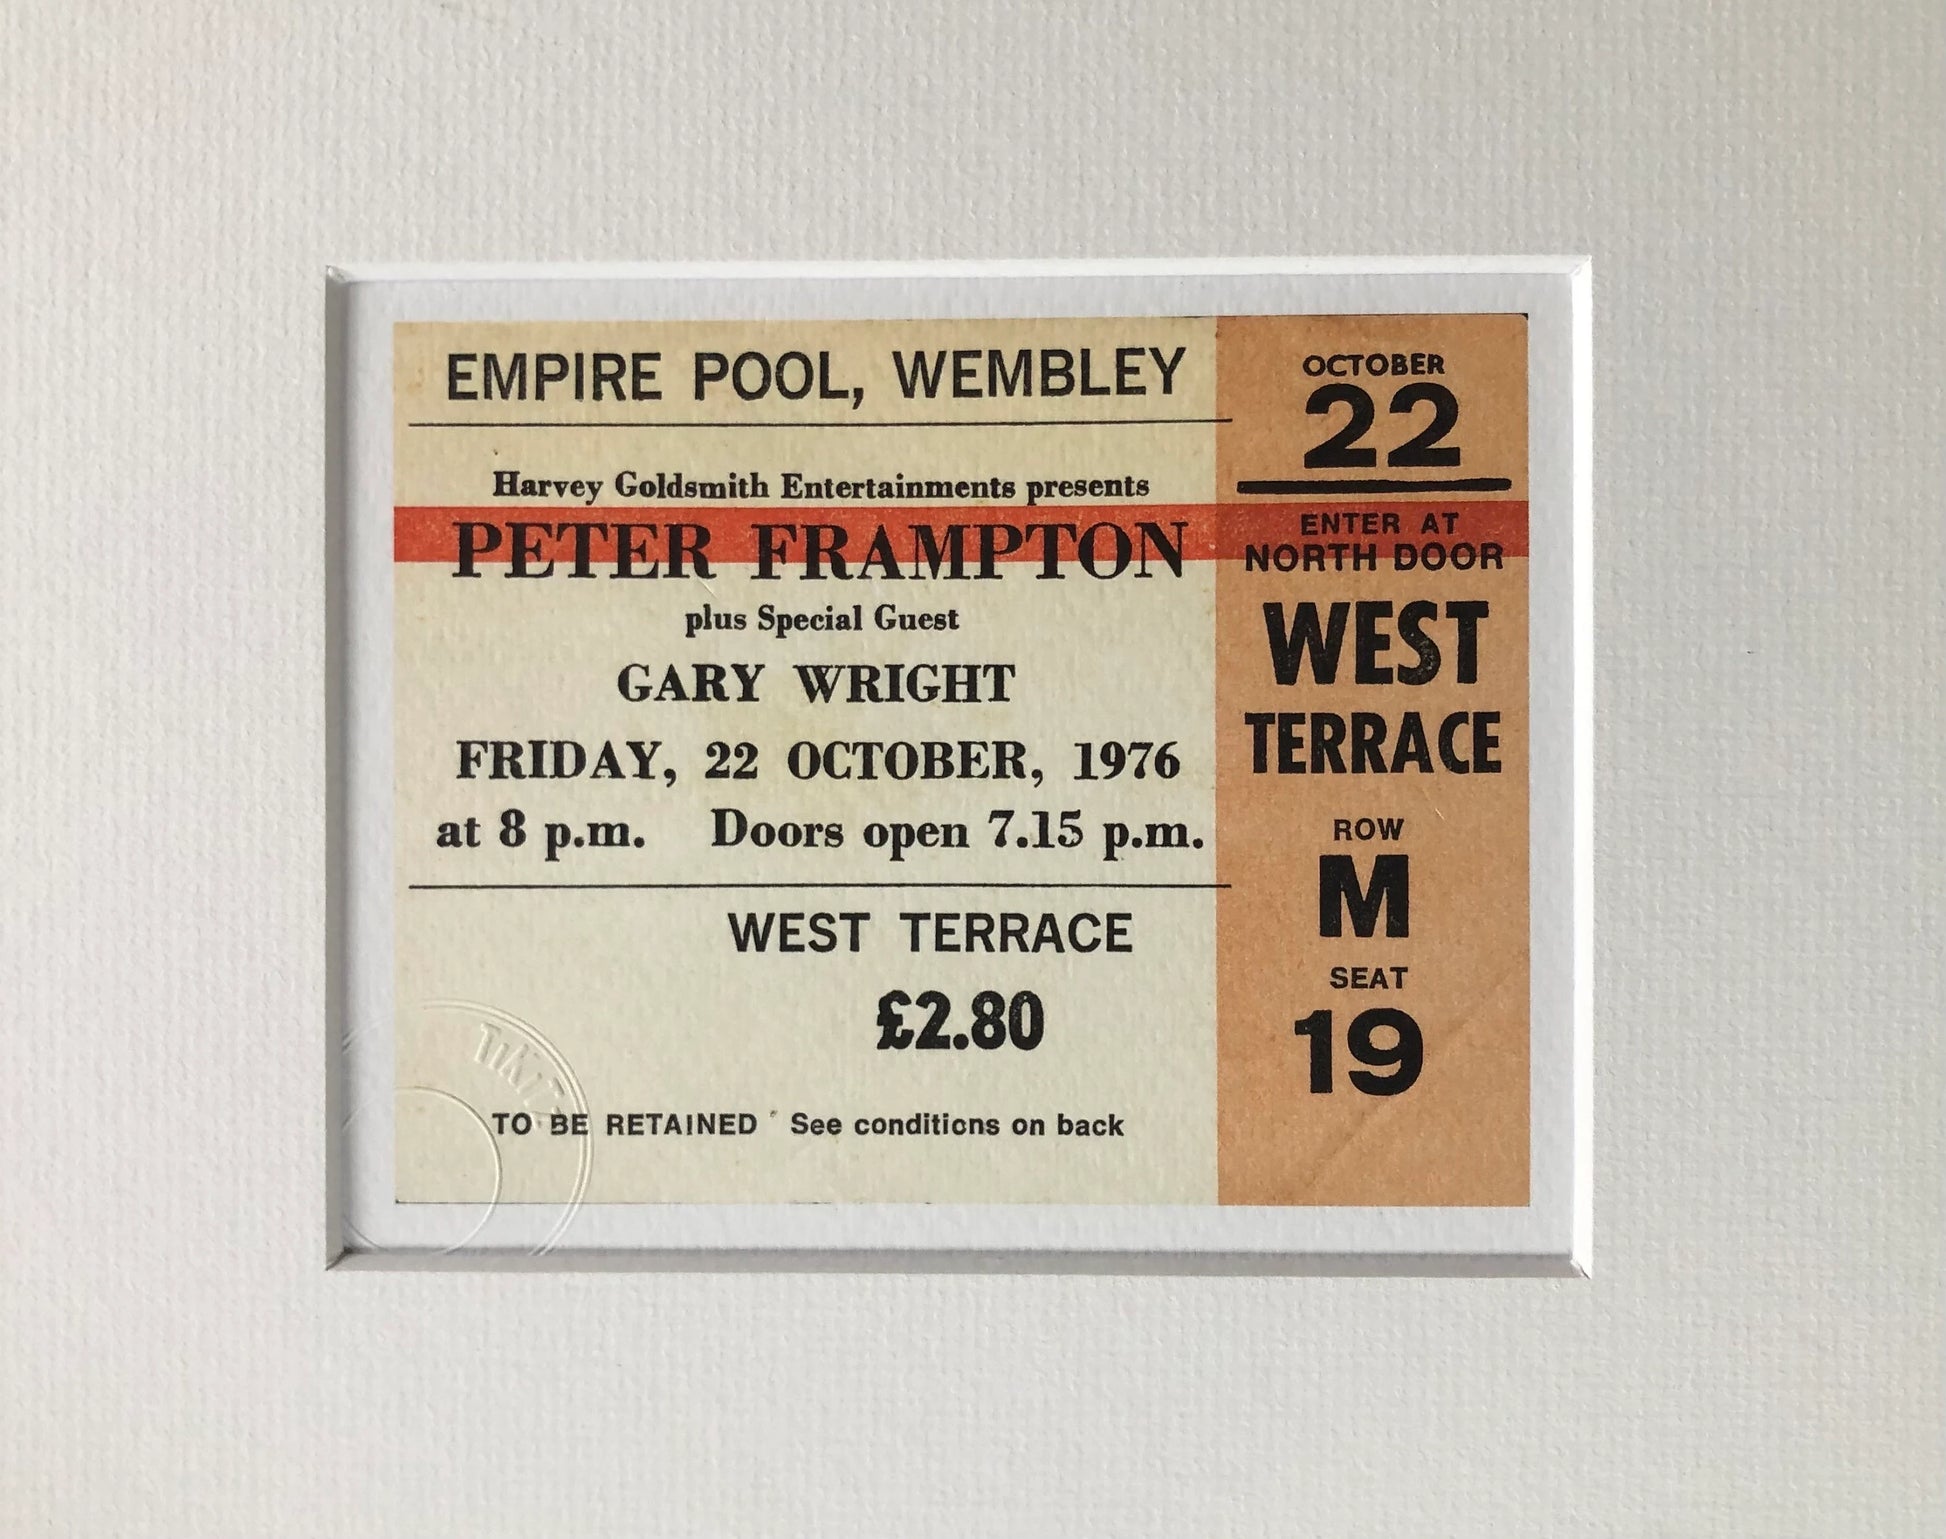 EMPIRE POOL, WEMBLEY
Harvey Goldsmith Entertainments presents
PETER FRAMPTON
plus Special Guest
GARY WRIGHT
FRIDAY, 22 OCTOBER, 1976
at 8 p.m. Doors open 7.15 p.m.
WEST TERRACE
£2.80
TO BE RETAINED See conditions on back
OCTOBER
22
ENTER AT
NORTH DOOR
WEST
TERRACE
ROW
M
SEAT
19